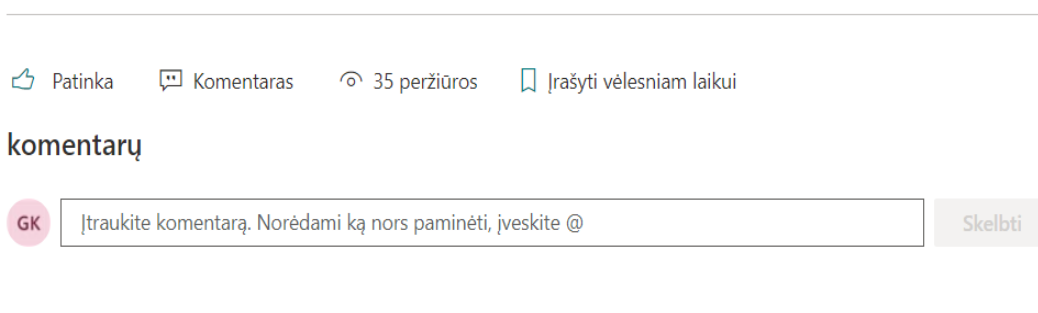 Patinka Komentaras 35 peržiūros Įrašyti vėlesniam laikui
komentarų
GK Įtraukite komentarą. Norėdami ką nors paminėti, įveskite @ Skelbti